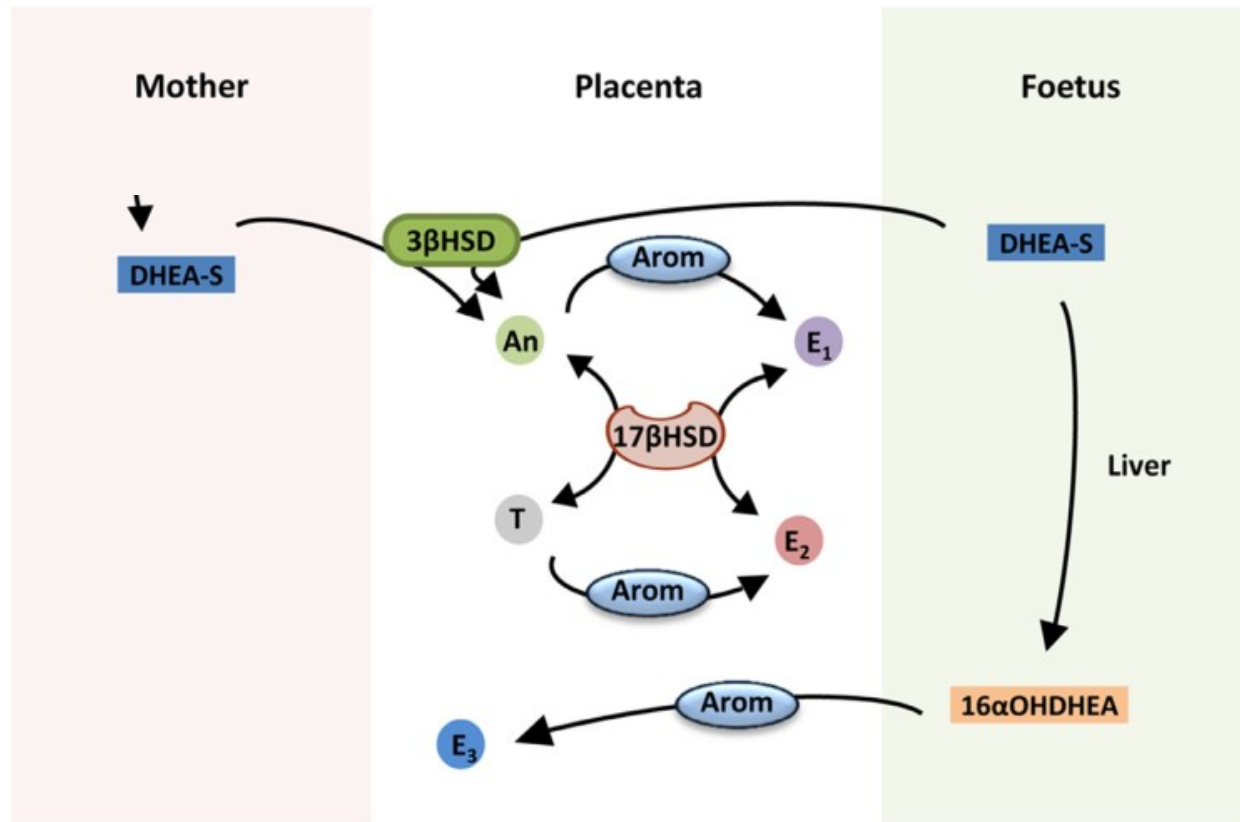 Mother
Placenta
Foetus
3βHSD
Arom
DHEA-S
DHEA-S
An
E₁
17βHSD
Liver
T
E₂
Arom
Arom
16αOHDHEA
E₃